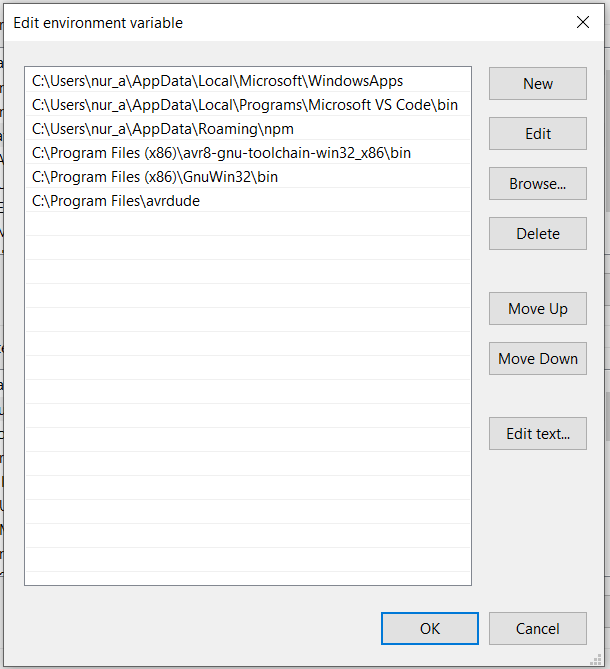 Edit environment variable
C:\Users\nur_a\AppData\Local\Microsoft\WindowsApps
C:\Users\nur_a\AppData\Local\Programs\Microsoft VS Code\bin
C:\Users\nur_a\AppData\Roaming\npm
C:\Program Files (x86)\avr8-gnu-toolchain-win32_x86\bin
C:\Program Files (x86)\GnuWin32\bin
C:\Program Files\avrdude
New
Edit
Browse...
Delete
Move Up
Move Down
Edit text...
OK
Cancel